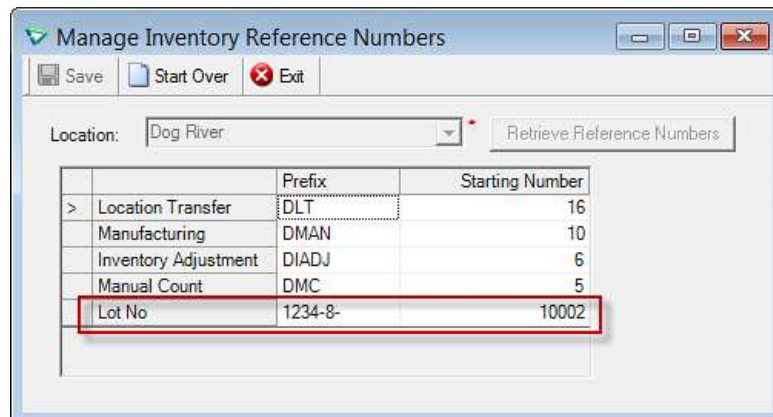 Manage Inventory Reference Numbers
Save Start Over Exit
Location: Dog River * Retrieve Reference Numbers
Prefix Starting Number
> Location Transfer DLT 16
Manufacturing DMAN 10
Inventory Adjustment DIADJ 6
Manual Count DMC 5
Lot No 1234-8- 10002